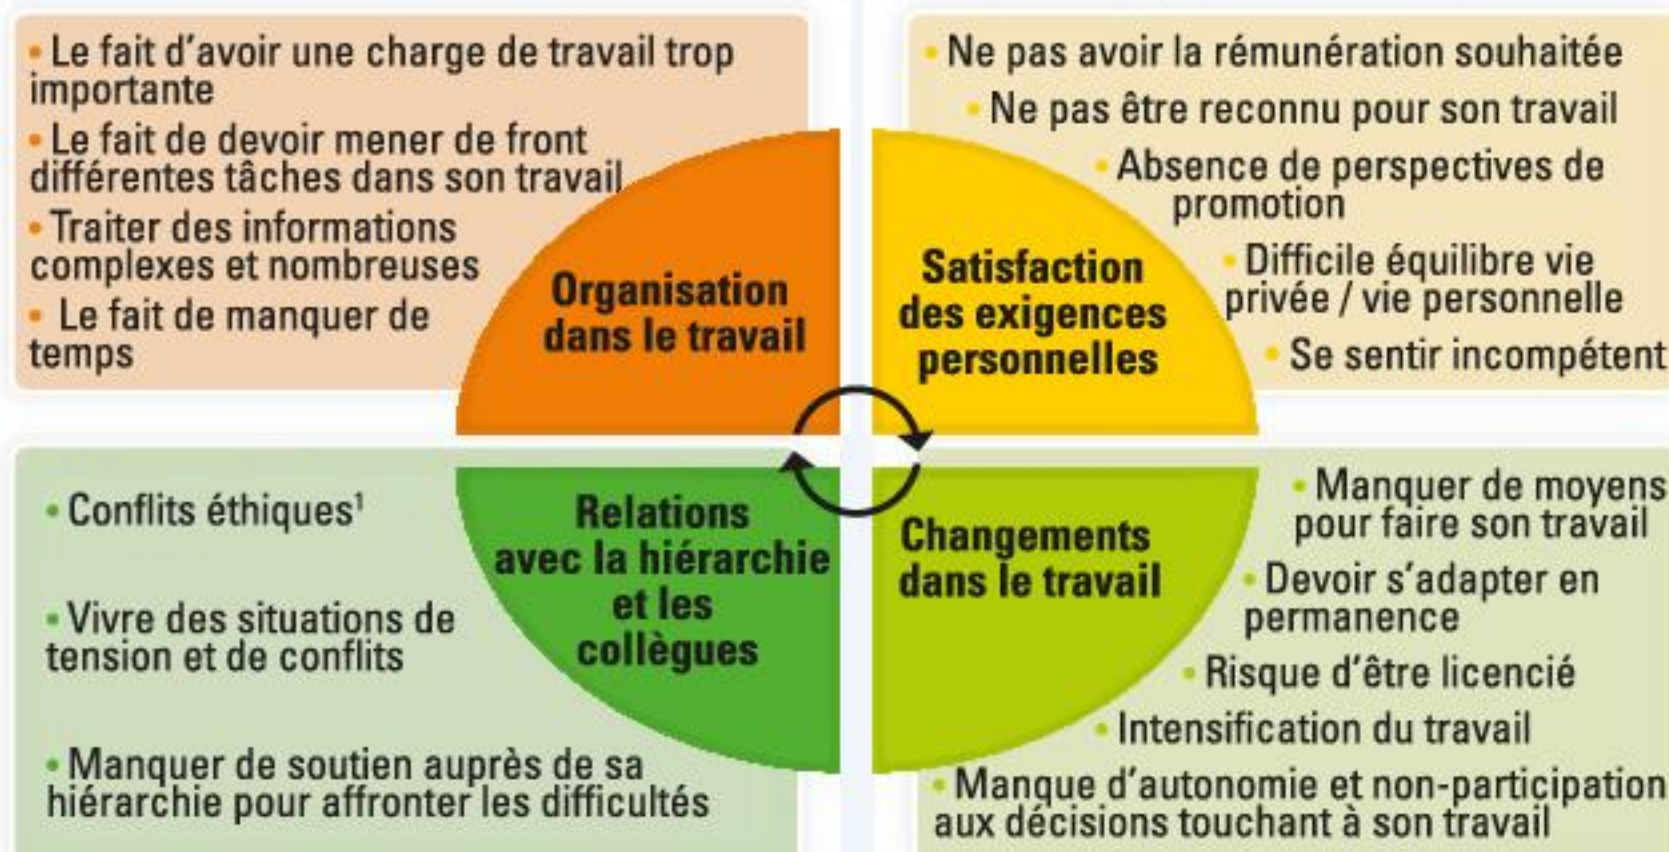 • Le fait d'avoir une charge de travail trop
importante
• Le fait de devoir mener de front
différentes tâches dans son travail
• Traiter des informations
complexes et nombreuses
• Le fait de manquer de
temps
Organisation
dans le travail
• Ne pas avoir la rémunération souhaitée
• Ne pas être reconnu pour son travail
• Absence de perspectives de
promotion
• Difficile équilibre vie
privée / vie personnelle
• Se sentir incompétent
Satisfaction
des exigences
personnelles
• Conflits éthiques¹
• Vivre des situations de
tension et de conflits
• Manquer de soutien auprès de sa
hiérarchie pour affronter les difficultés
Relations
avec la hiérarchie
et les
collègues
Changements
dans le travail
• Manquer de moyens
pour faire son travail
• Devoir s'adapter en
permanence
• Risque d'être licencié
• Intensification du travail
• Manque d'autonomie et non-participation
aux décisions touchant à son travail